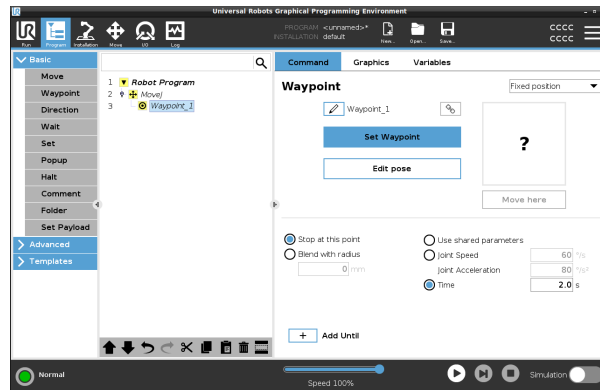 Universal Robots Graphical Programming Environment
PROGRAM <unnamed>*
INSTALLATION default
CCCC
CCCC
Run Program Installation Move I/O Log New... Open... Save...
Basic
Move
Waypoint
Direction
Wait
Set
Popup
Halt
Comment
Folder
Set Payload
Advanced
Templates
1 Robot Program
2 MoveJ
3 Waypoint_1
Command Graphics Variables
Waypoint
Fixed position
Waypoint_1
Set Waypoint
Edit pose
?
Move here
Stop at this point
Blend with radius
0 mm
Use shared parameters
Joint Speed 60 °/s
Joint Acceleration 80 °/s²
Time 2.0 s
+ Add Until
Normal
Speed 100%
Simulation